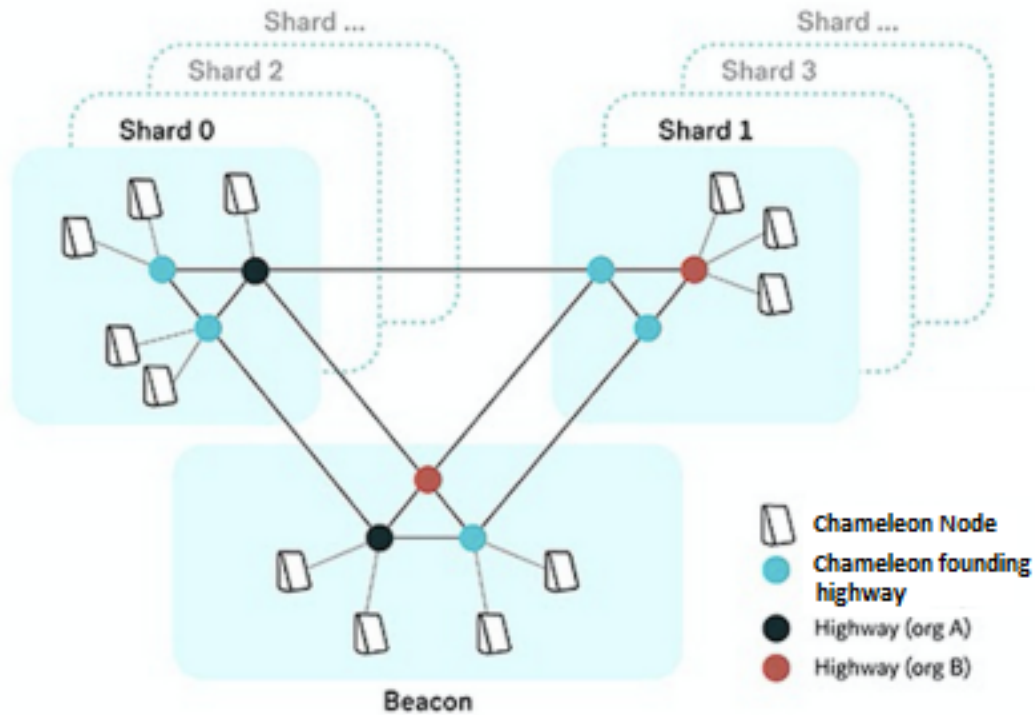 Shard ...
Shard ...
Shard 2
Shard 3
Shard 0
Shard 1
Chameleon Node
Chameleon founding
highway
Highway (org A)
Highway (org B)
Beacon